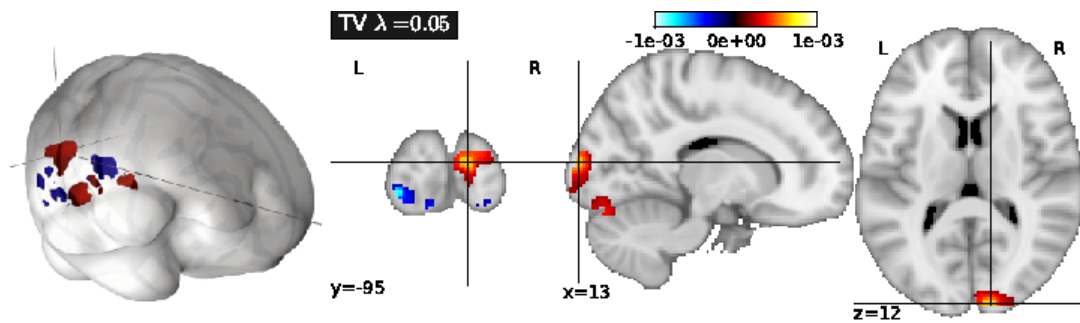 TV λ =0.05
-1e-03 0e+00 1e-03
L R
L R
y=-95
x=13
z=12